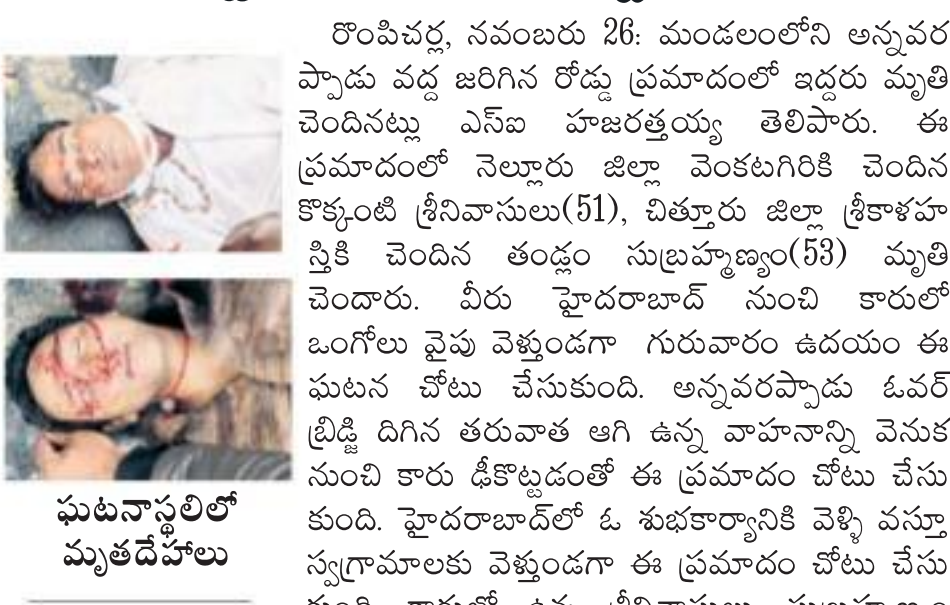 రొంపిచర్ల, నవంబరు 26: మండలంలోని అన్నవర
ప్పాడు వద్ద జరిగిన రోడ్డు ప్రమాదంలో ఇద్దరు మృతి
చెందినట్లు ఎస్ఐ హజరత్తయ్య తెలిపారు. ఈ
ప్రమాదంలో నెల్లూరు జిల్లా వెంకటగిరికి చెందిన
కొక్కంటి శ్రీనివాసులు(51), చిత్తూరు జిల్లా శ్రీకాళహ
స్తికి చెందిన తండ్లం సుబ్రహ్మణ్యం(53) మృతి
చెందారు. వీరు హైదరాబాద్ నుంచి కారులో
ఒంగోలు వైపు వెళ్తుండగా గురువారం ఉదయం ఈ
ఘటన చోటు చేసుకుంది. అన్నవరప్పాడు ఓవర్
బ్రిడ్జి దిగిన తరువాత ఆగి ఉన్న వాహనాన్ని వెనుక
నుంచి కారు ఢీకొట్టడంతో ఈ ప్రమాదం చోటు చేసు
కుంది. హైదరాబాద్‌లో ఓ శుభకార్యానికి వెళ్ళి వస్తూ
స్వగ్రామాలకు వెళ్తుండగా ఈ ప్రమాదం చోటు చేసు
ఘటనాస్థలిలో
మృతదేహాలు